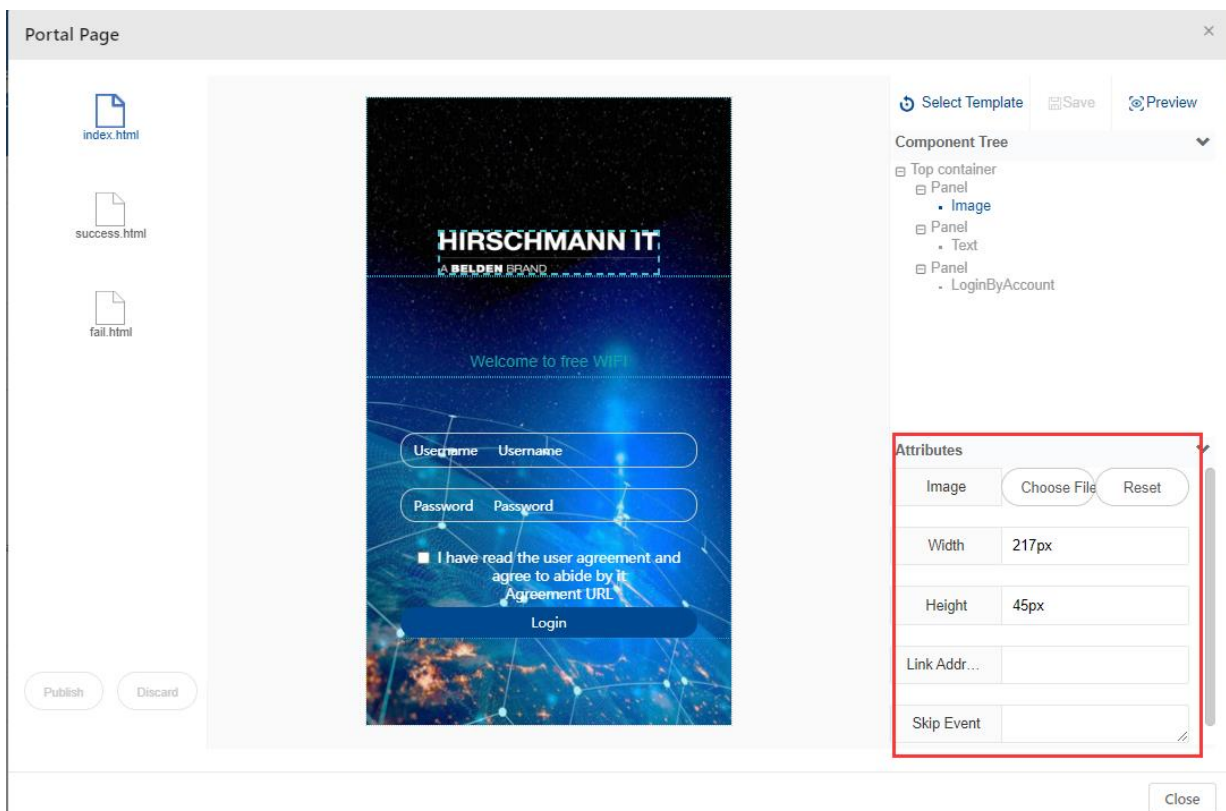 Portal Page
×
index.html
success.html
fail.html
Publish
Discard
HIRSCHMANN IT
A BELDEN BRAND
Welcome to free WIFI
Username Username
Password Password
I have read the user agreement and
agree to abide by it
Agreement URL
Login
Select Template
Save
Preview
Component Tree
Top container
Panel
Image
Panel
Text
Panel
LoginByAccount
Attributes
Image Choose File Reset
Width 217px
Height 45px
Link Addr...
Skip Event
Close